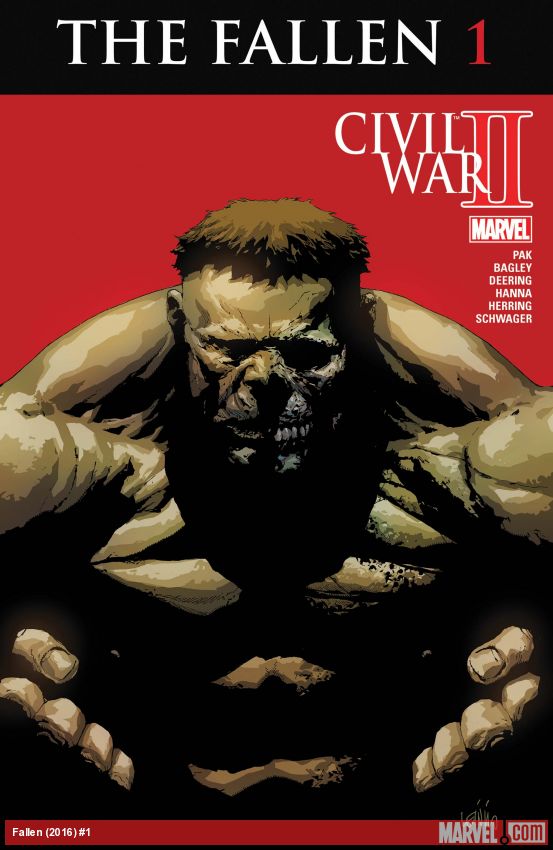 THE FALLEN 1
CIVIL
WAR II
MARVEL
PAK
BAGLEY
DEERING
HANNA
HERRING
SCHWAGER
Fallen (2016) #1
MARVEL.com